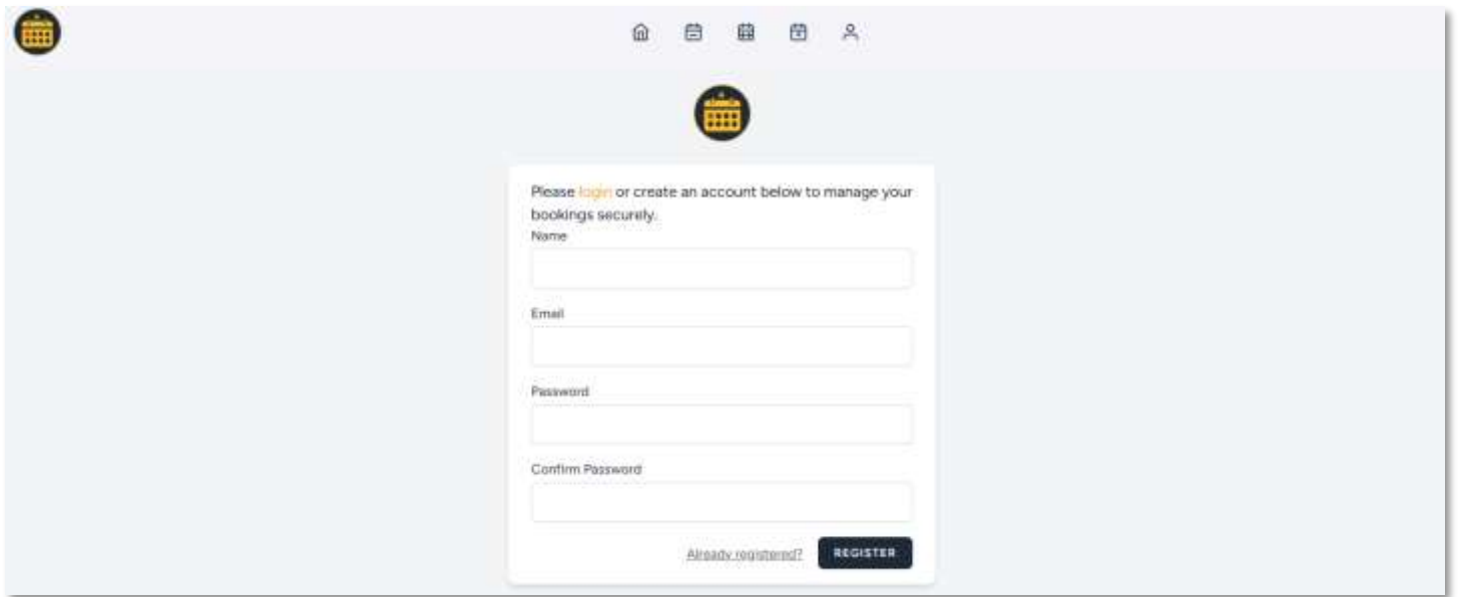 Please login or create an account below to manage your
bookings securely.
Name
Email
Password
Confirm Password
Already registered?
REGISTER